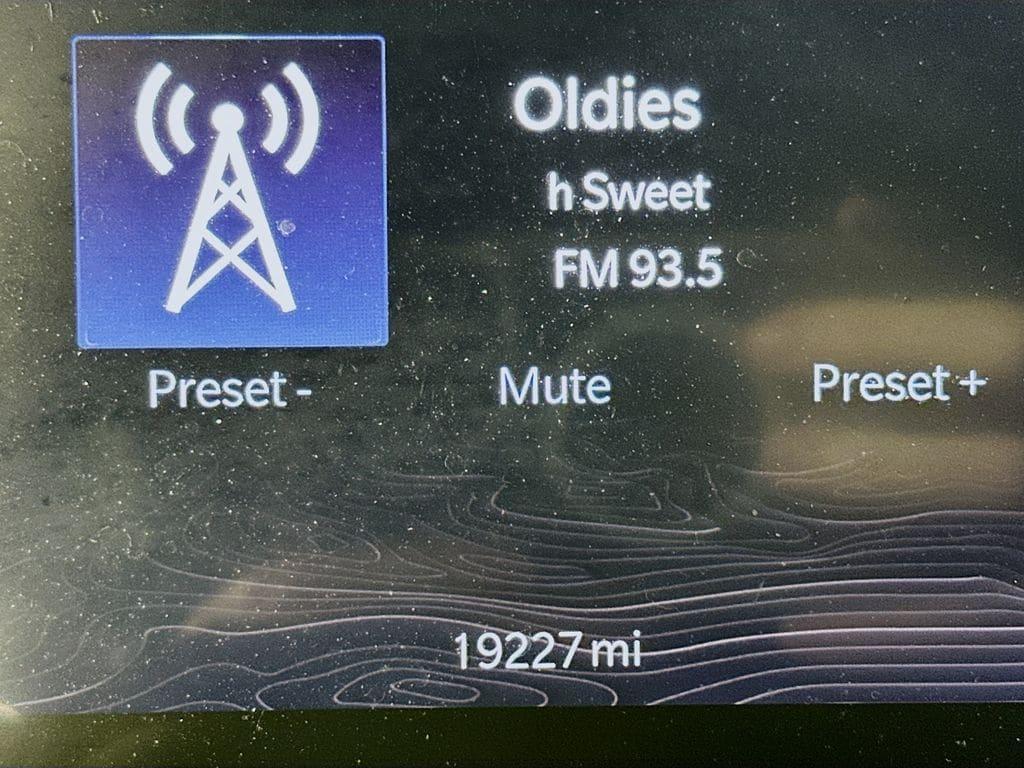 Oldies
h Sweet
FM 93.5
Preset - Mute Preset +
19227 mi